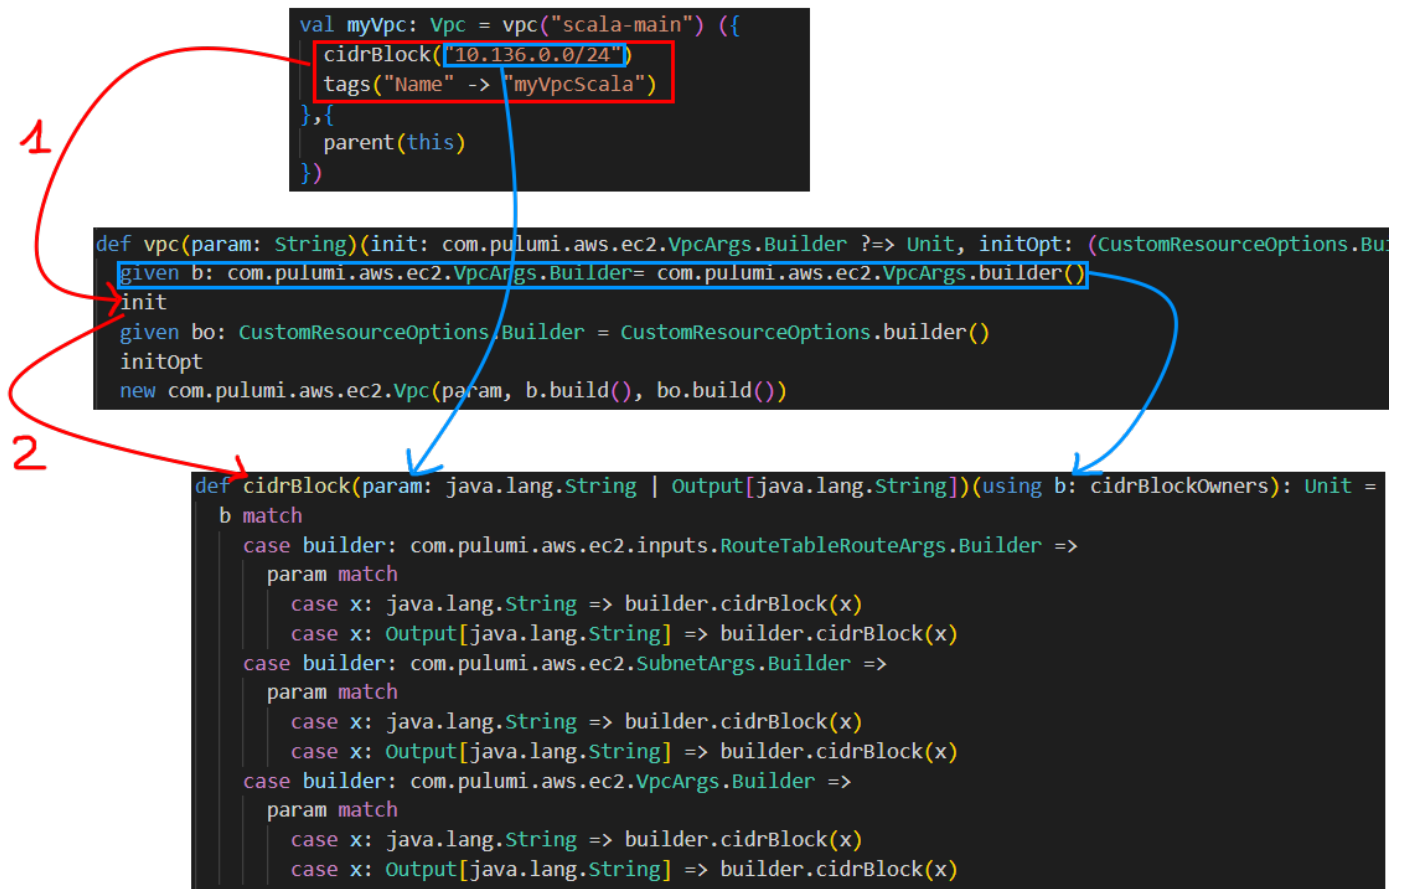 val myVpc: Vpc = vpc("scala-main") ({
cidrBlock("10.136.0.0/24")
tags("Name" -> "myVpcScala")
},{
parent(this)
})
1
def vpc(param: String)(init: com.pulumi.aws.ec2.VpcArgs.Builder ?=> Unit, initOpt: (CustomResourceOptions.Bui
given b: com.pulumi.aws.ec2.VpcArgs.Builder= com.pulumi.aws.ec2.VpcArgs.builder()
init
given bo: CustomResourceOptions.Builder = CustomResourceOptions.builder()
initOpt
new com.pulumi.aws.ec2.Vpc(param, b.build(), bo.build())
2
def cidrBlock(param: java.lang.String | Output[java.lang.String])(using b: cidrBlockOwners): Unit =
b match
case builder: com.pulumi.aws.ec2.inputs.RouteTableRouteArgs.Builder =>
param match
case x: java.lang.String => builder.cidrBlock(x)
case x: Output[java.lang.String] => builder.cidrBlock(x)
case builder: com.pulumi.aws.ec2.SubnetArgs.Builder =>
param match
case x: java.lang.String => builder.cidrBlock(x)
case x: Output[java.lang.String] => builder.cidrBlock(x)
case builder: com.pulumi.aws.ec2.VpcArgs.Builder =>
param match
case x: java.lang.String => builder.cidrBlock(x)
case x: Output[java.lang.String] => builder.cidrBlock(x)